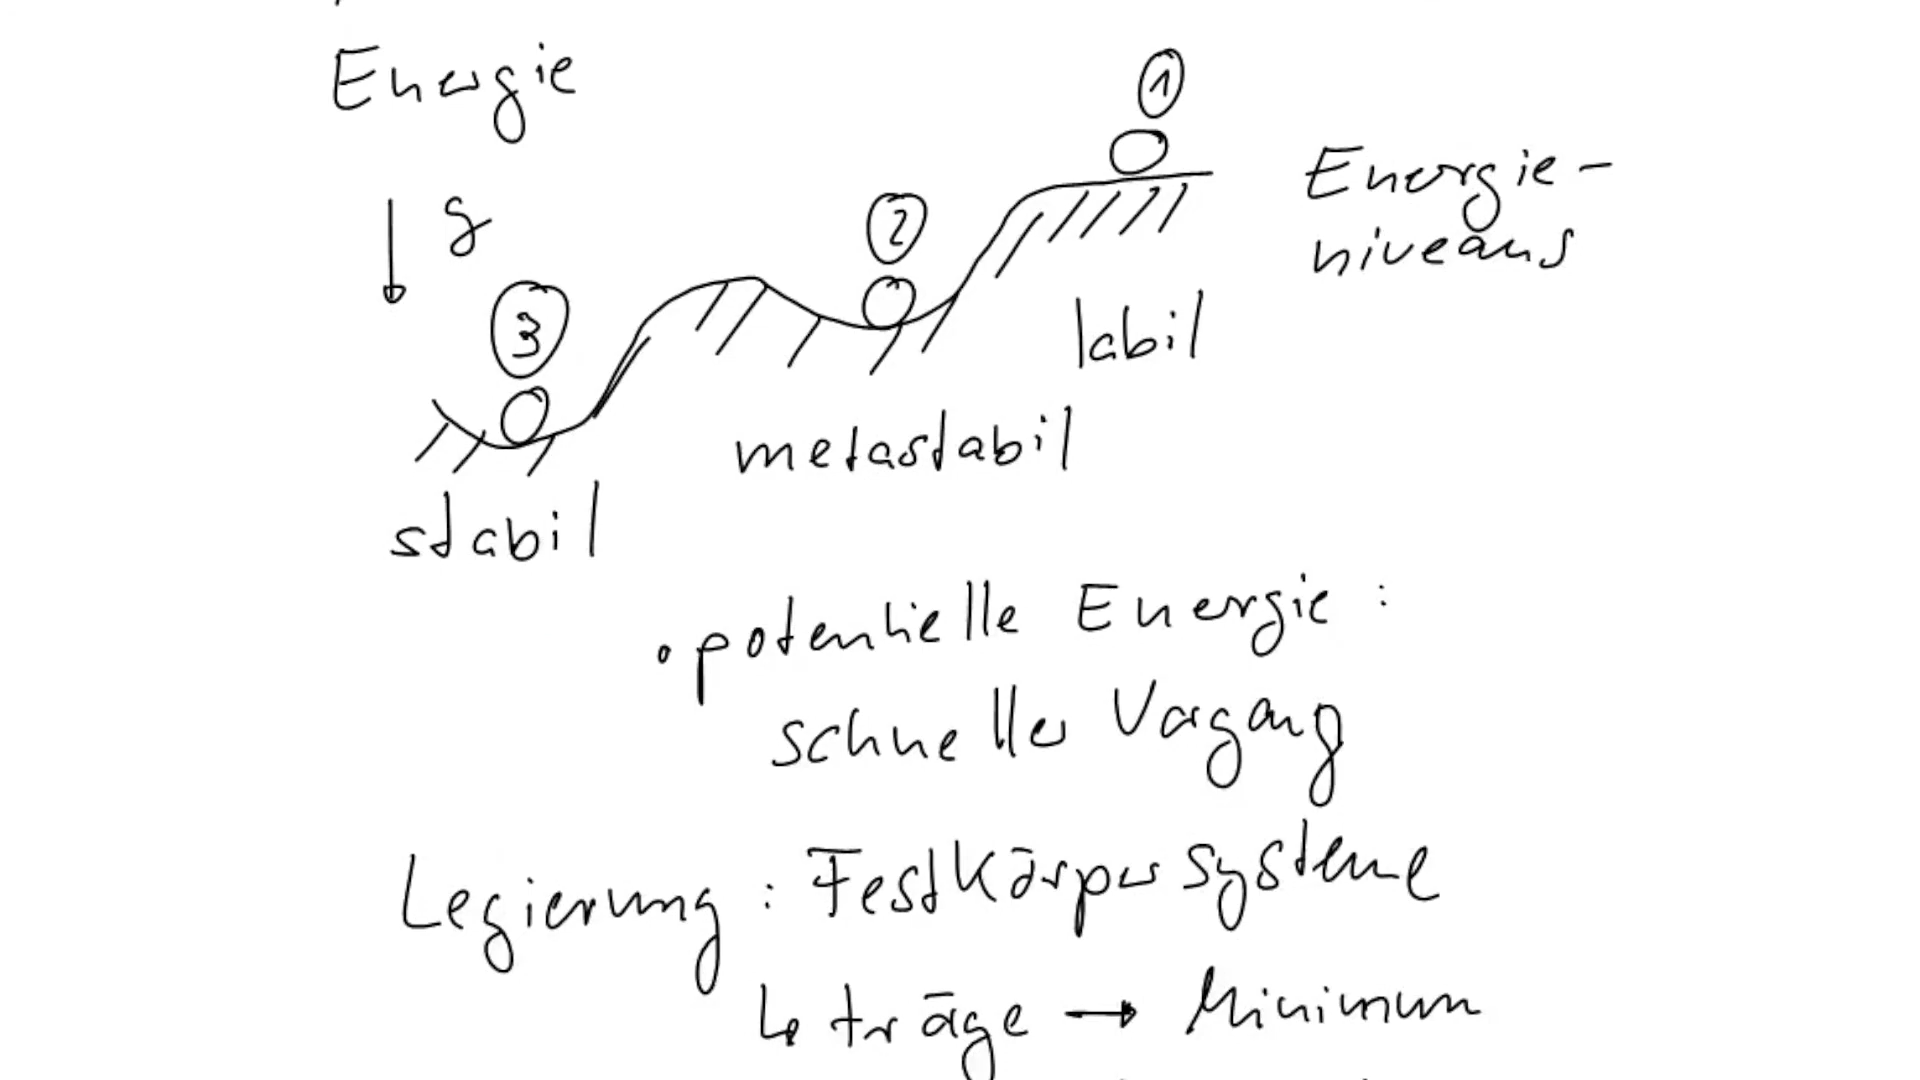 Energie
①
Energie-
niveaus
g
②
③
labil
metastabil
stabil
• potentielle Energie :
schneller Vorgang
Legierung : Festkörpersysteme
↳ träge → Minimum